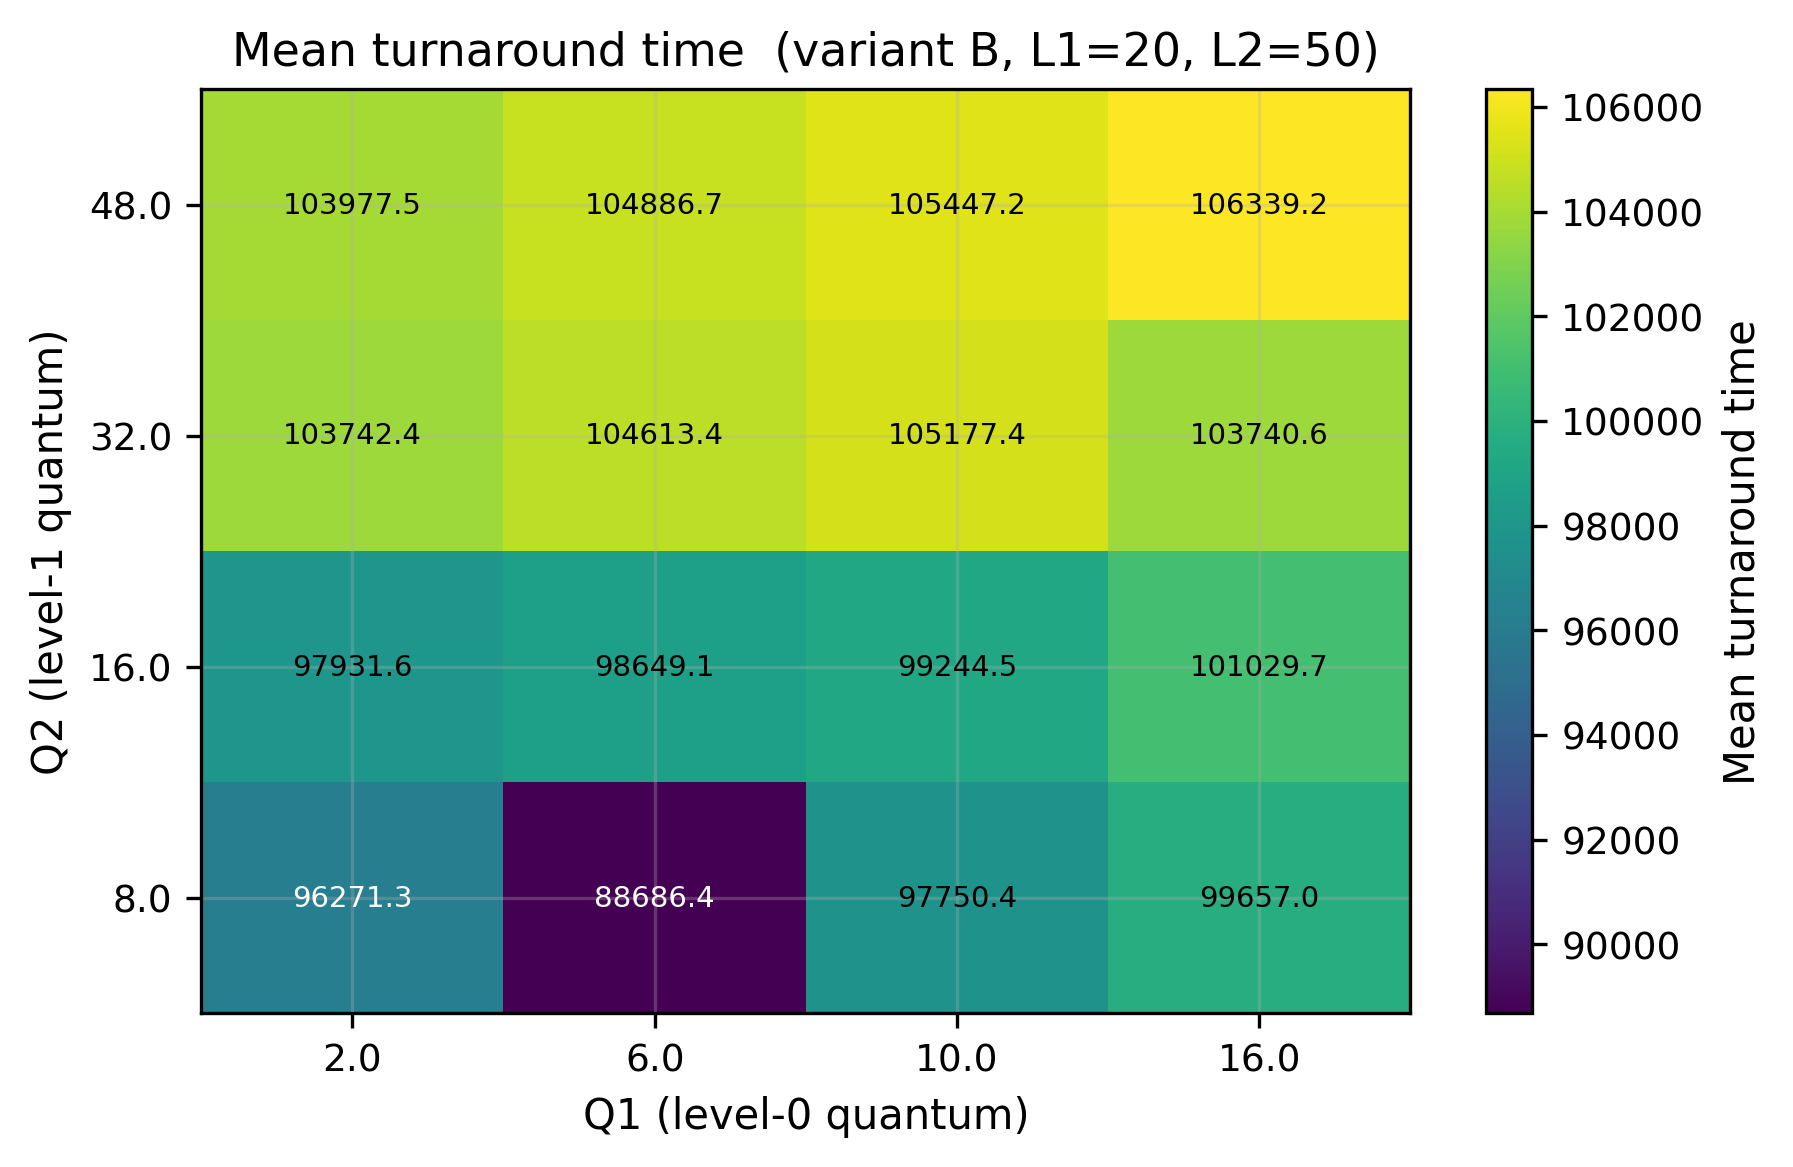 Mean turnaround time  (variant B, L1=20, L2=50)
48.0
103977.5 104886.7 105447.2 106339.2
32.0
103742.4 104613.4 105177.4 103740.6
16.0
97931.6 98649.1 99244.5 101029.7
8.0
96271.3 88686.4 97750.4 99657.0
2.0 6.0 10.0 16.0
Q1 (level-0 quantum)
Q2 (level-1 quantum)
106000
104000
102000
100000
98000
96000
94000
92000
90000
Mean turnaround time